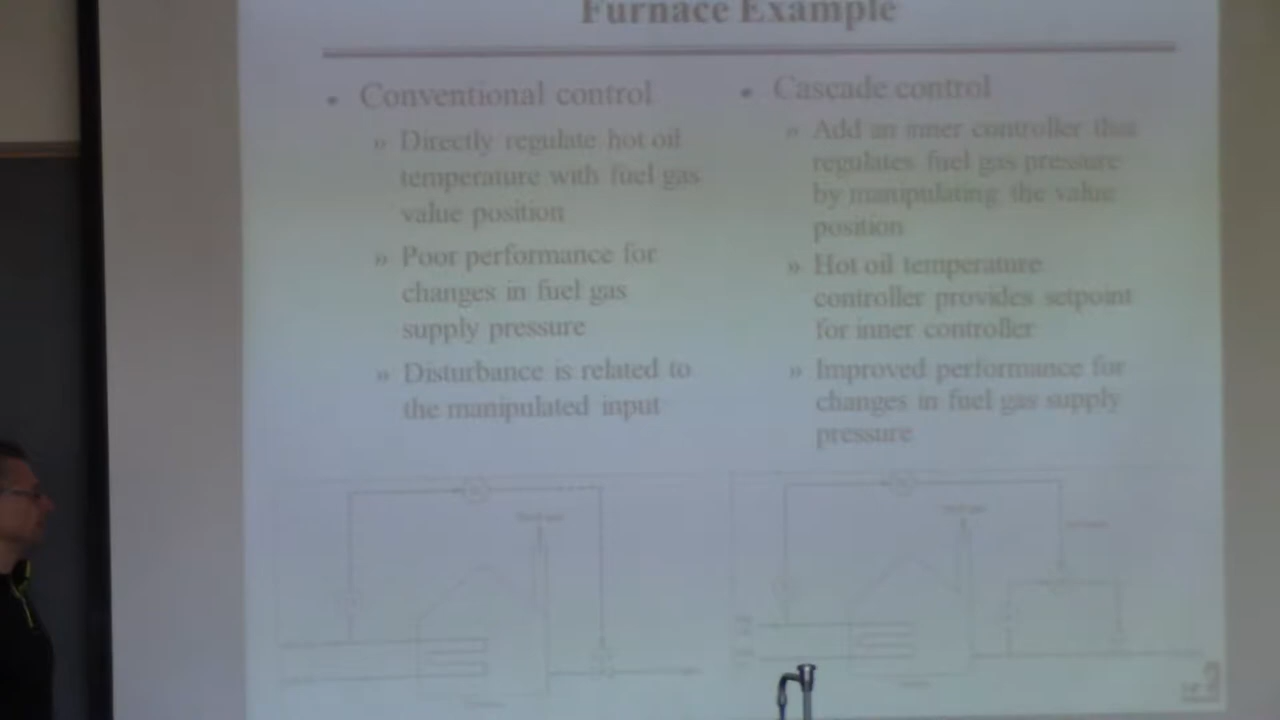 Furnace Example
• Conventional control
» Directly regulate hot oil
temperature with fuel gas
value position
» Poor performance for
changes in fuel gas
supply pressure
» Disturbance is related to
the manipulated input
• Cascade control
» Add an inner controller that
regulates fuel gas pressure
by manipulating the value
position
» Hot oil temperature
controller provides setpoint
for inner controller
» Improved performance for
changes in fuel gas supply
pressure